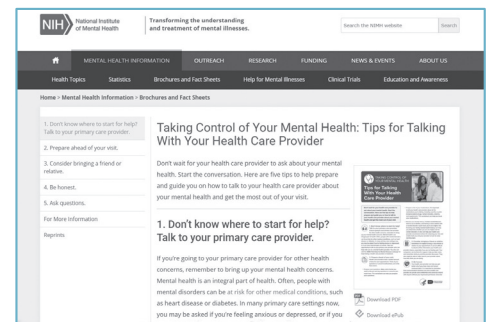 NIH National Institute of Mental Health
Transforming the understanding
and treatment of mental illnesses.
Search the NIMH website
Search
MENTAL HEALTH INFORMATION OUTREACH RESEARCH FUNDING NEWS & EVENTS ABOUT US
Health Topics Statistics Brochures and Fact Sheets Help for Mental Illnesses Clinical Trials Education and Awareness
Home > Mental Health Information > Brochures and Fact Sheets
1. Don't know where to start for help?
Talk to your primary care provider.
2. Prepare ahead of your visit.
3. Consider bringing a friend or
relative.
4. Be honest.
5. Ask questions.
For More Information
Reprints
Taking Control of Your Mental Health: Tips for Talking
With Your Health Care Provider
Don't wait for your health care provider to ask about your mental
health. Start the conversation. Here are five tips to help prepare
and guide you on how to talk to your health care provider about
your mental health and get the most out of your visit.
1. Don't know where to start for help?
Talk to your primary care provider.
If you're going to your primary care provider for other health
concerns, remember to bring up your mental health concerns.
Mental health is an integral part of health. Often, people with
mental disorders can be at risk for other medical conditions, such
as heart disease or diabetes. In many primary care settings now,
you may be asked if you're feeling anxious or depressed, or if you
Tips for Talking
With Your Health
Care Provider
Download PDF
Download ePub